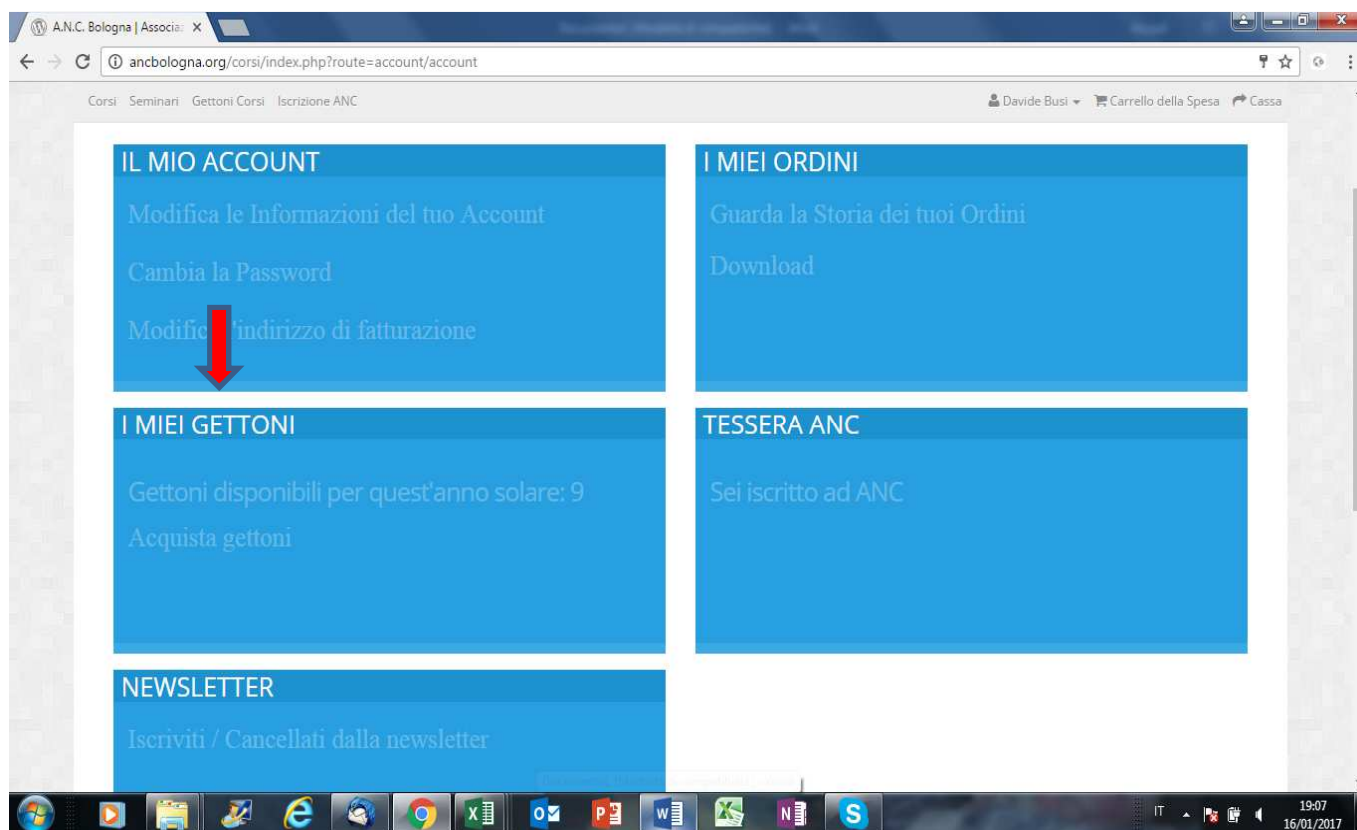 A.N.C. Bologna | Associa
ancbologna.org/corsi/index.php?route=account/account
Corsi Seminari Gettoni Corsi Iscrizione ANC Davide Busi Carrello della Spesa Cassa
IL MIO ACCOUNT
Modifica le Informazioni del tuo Account
Cambia la Password
Modific 'indirizzo di fatturazione
I MIEI ORDINI
Guarda la Storia dei tuoi Ordini
Download
I MIEI GETTONI
Gettoni disponibili per quest'anno solare: 9
Acquista gettoni
TESSERA ANC
Sei iscritto ad ANC
NEWSLETTER
Iscriviti / Cancellati dalla newsletter
IT
19:07
16/01/2017